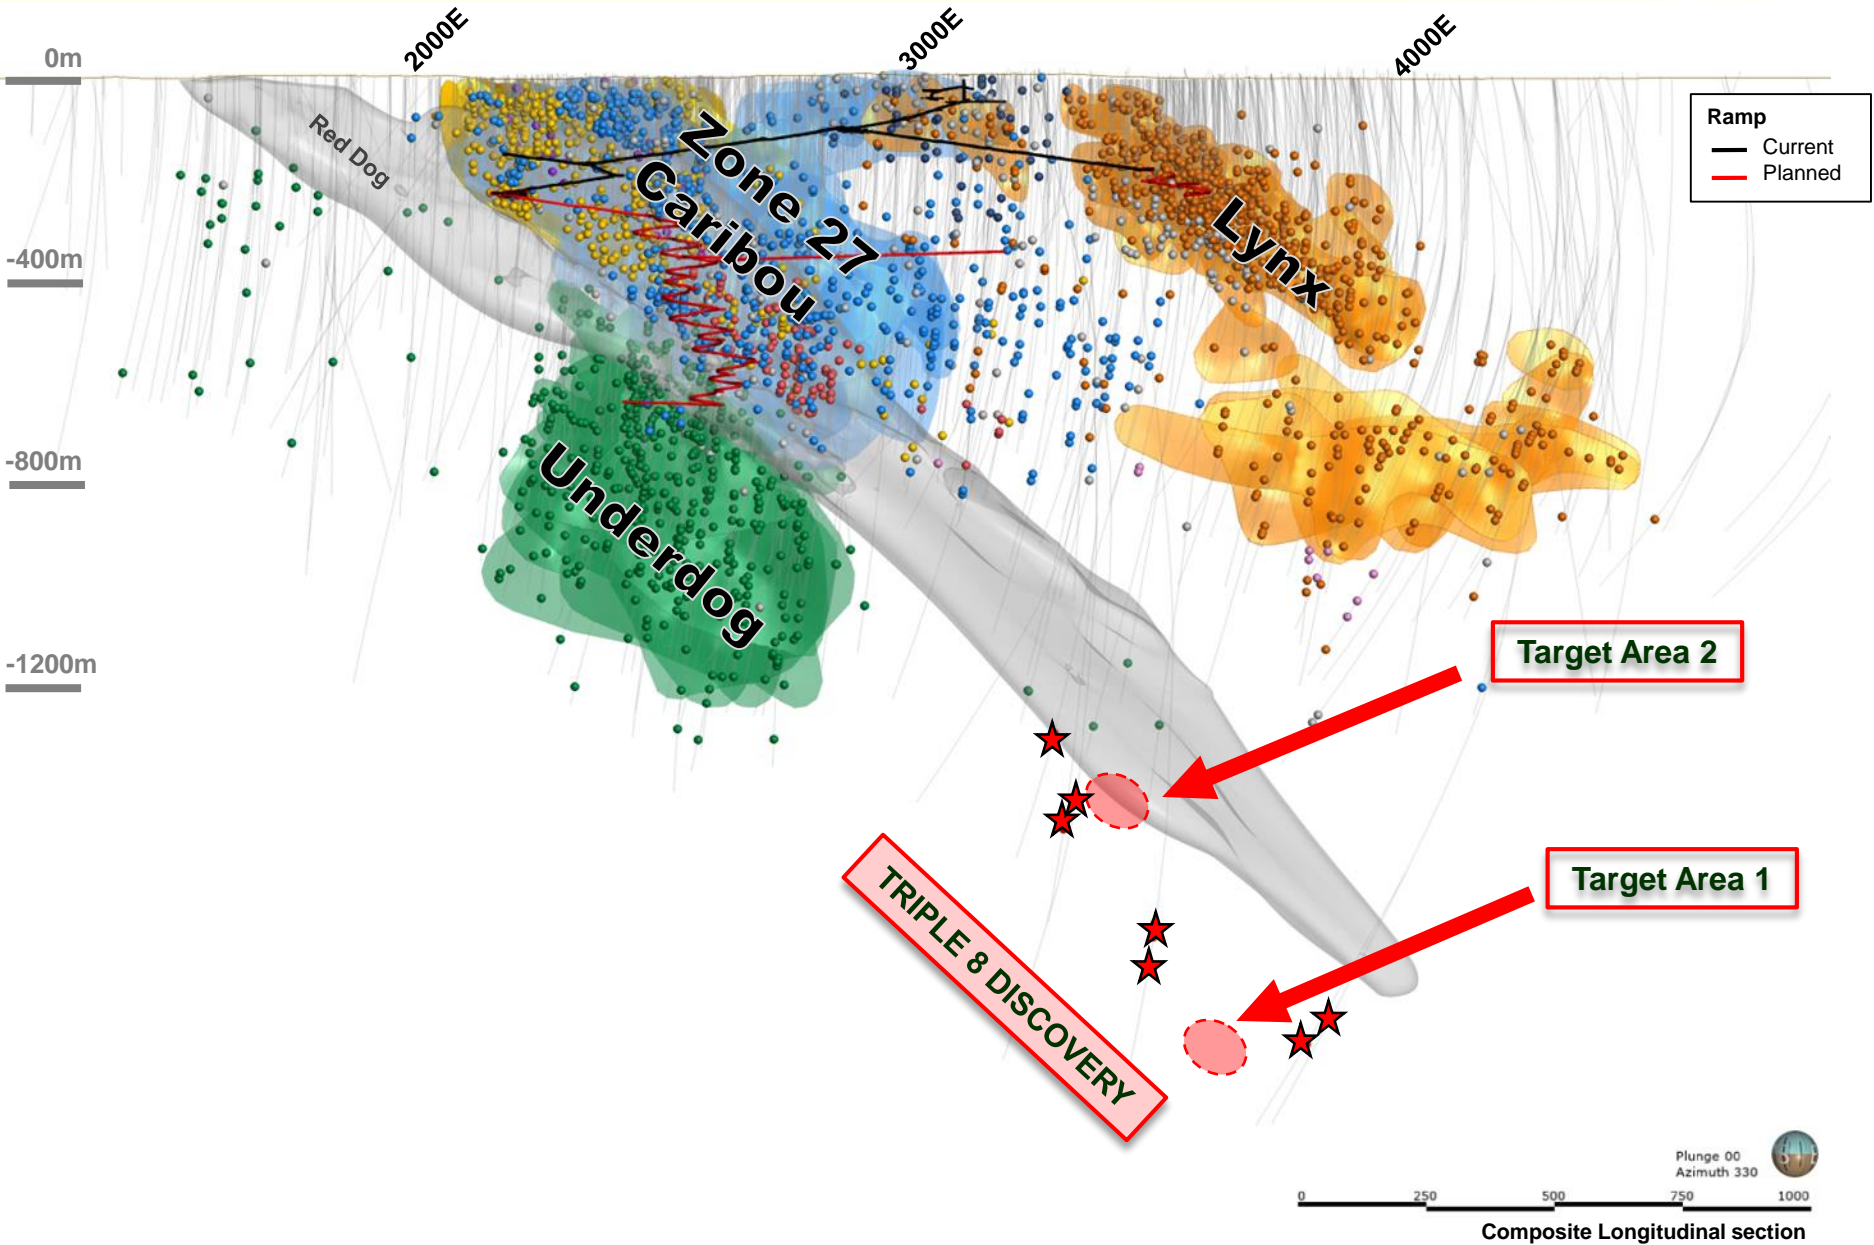 2000E
3000E
4000E
0m
-400m
-800m
-1200m
Ramp
Current
Planned
Red Dog
Zone 27
Caribou
Lynx
Underdog
Target Area 2
Target Area 1
TRIPLE 8 DISCOVERY
Plunge 00
Azimuth 330
0 250 500 750 1000
Composite Longitudinal section